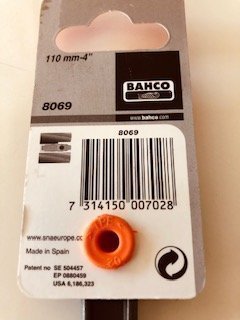 110 mm-4"
8069
BAHCO
www.bahco.com
8069
7 314150 007028
www.snaeurope.co
Made in Spain
Patent no SE 504457
EP 0880459
USA 6,186,323